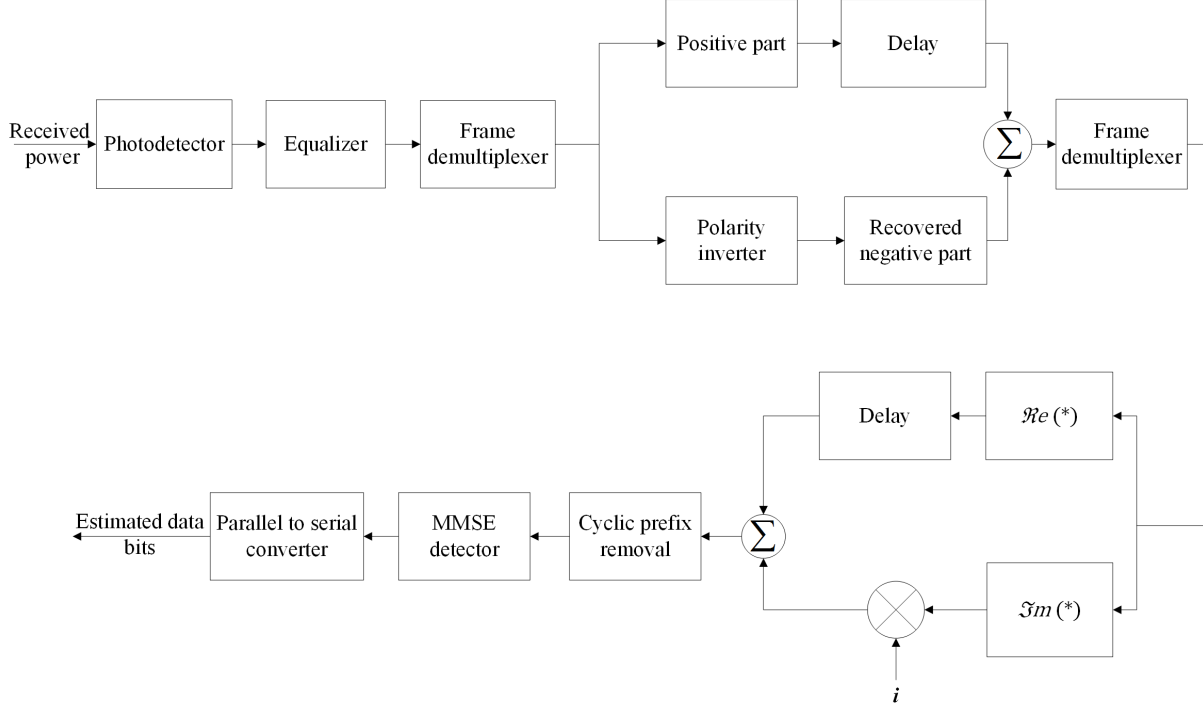 Received
power
Photodetector
Equalizer
Frame
demultiplexer
Positive part
Delay
Polarity
inverter
Recovered
negative part
∑
Frame
demultiplexer
ℜe (*)
Delay
ℑm (*)
i
∑
Cyclic prefix
removal
MMSE
detector
Parallel to serial
converter
Estimated data
bits